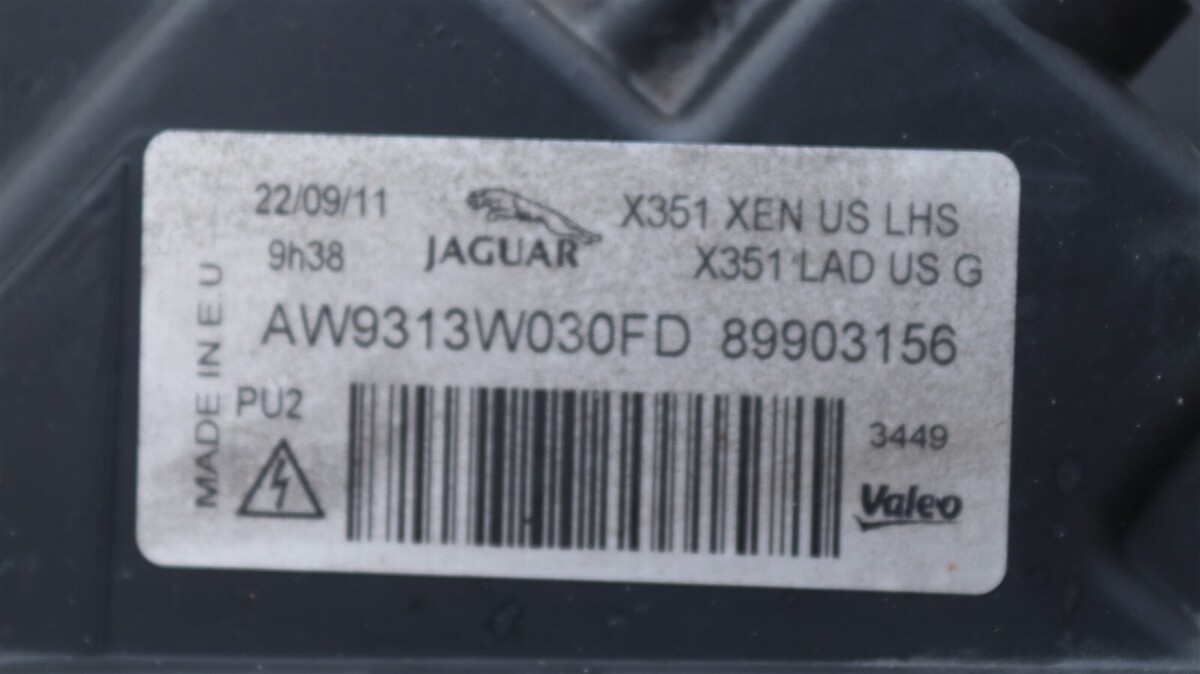 22/09/11
9h38
JAGUAR
X351 XEN US LHS
X351 LAD US G
AW9313W030FD 89903156
MADE IN E.U
PU2
3449
Valeo